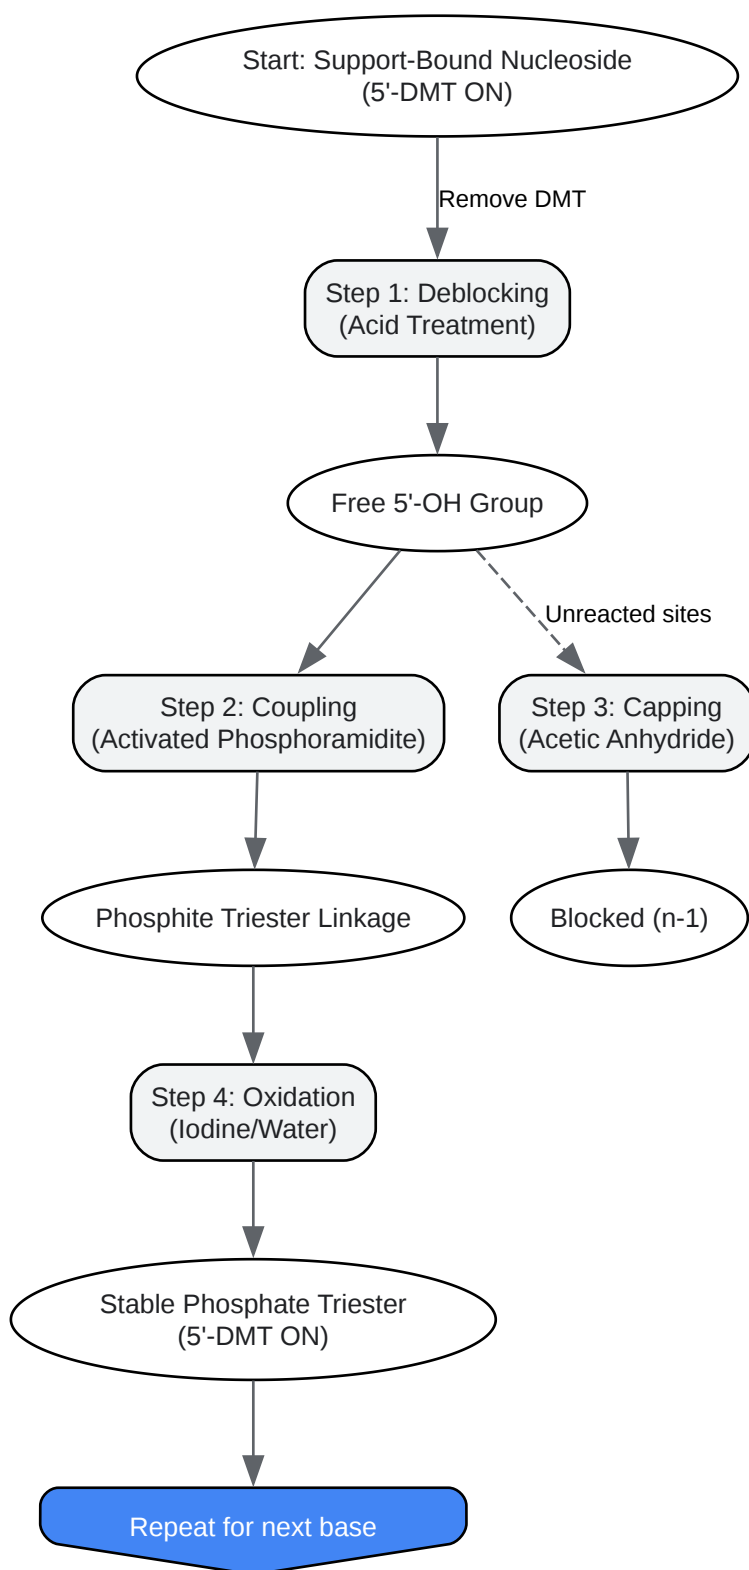 Start: Support-Bound Nucleoside
(5'-DMT ON)
Remove DMT
Step 1: Deblocking
(Acid Treatment)
Free 5'-OH Group
Unreacted sites
Step 2: Coupling
(Activated Phosphoramidite)
Step 3: Capping
(Acetic Anhydride)
Phosphite Triester Linkage
Blocked (n-1)
Step 4: Oxidation
(Iodine/Water)
Stable Phosphate Triester
(5'-DMT ON)
Repeat for next base